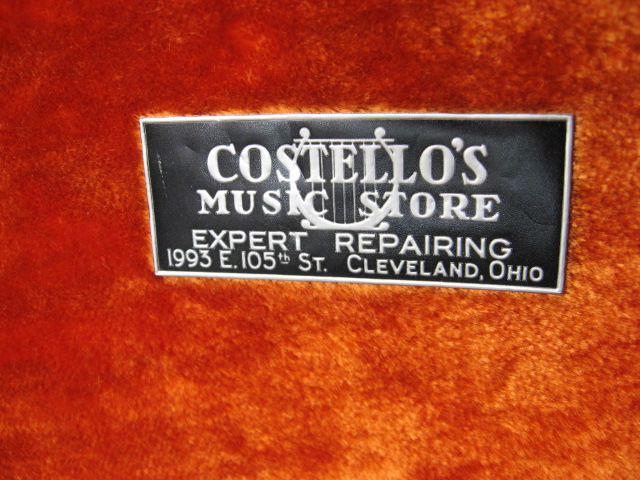 COSTELLO'S
MUSIC STORE
EXPERT REPAIRING
1993 E. 105th ST. CLEVELAND, OHIO